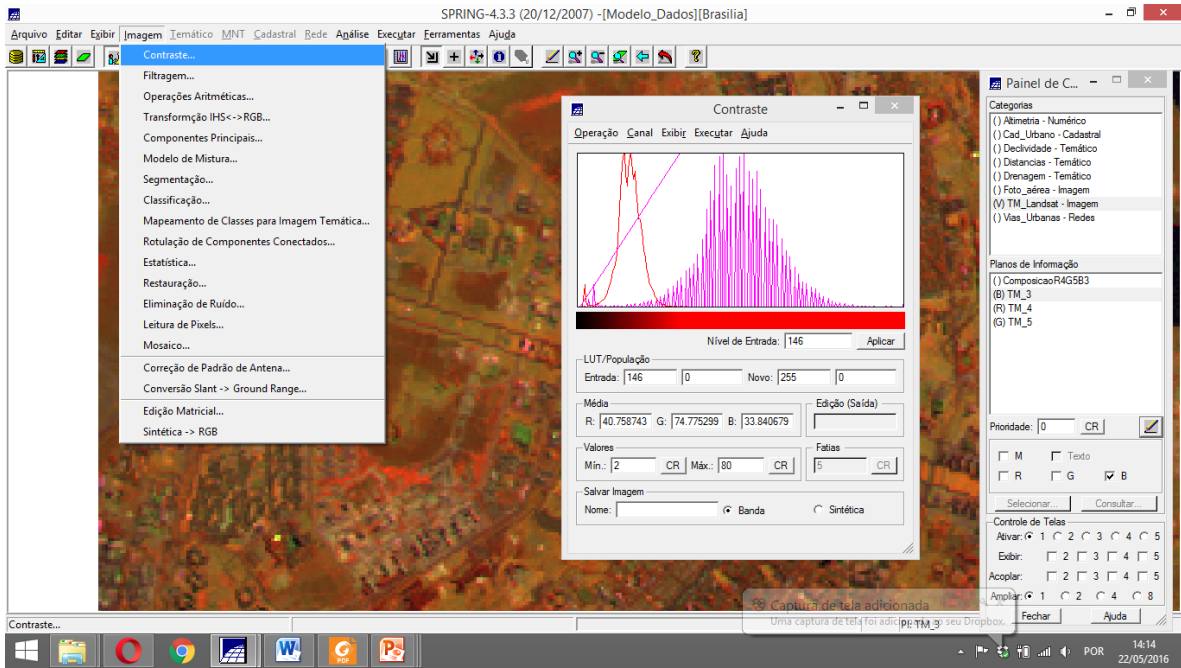 SPRING-4.3.3 (20/12/2007) -[Modelo_Dados][Brasilia]
Arquivo Editar Exibir Imagem Temático MNT Cadastral Rede Análise Executar Ferramentas Ajuda
Contraste...
Filtragem...
Operações Aritméticas...
Transformção IHS<->RGB...
Componentes Principais...
Modelo de Mistura...
Segmentação...
Classificação...
Mapeamento de Classes para Imagem Temática...
Rotulação de Componentes Conectados...
Estatística...
Restauração...
Eliminação de Ruído...
Leitura de Pixels...
Mosaico...
Correção de Padrão de Antena...
Conversão Slant -> Ground Range...
Edição Matricial...
Sintética -> RGB
Contraste
Operação Canal Exibir Executar Ajuda
Nível de Entrada: 146 Aplicar
LUT/População
Entrada: 146 0 Novo: 255 0
Média
R: 40.758743 G: 74.775299 B: 33.840679
Edição (Saída)
Valores
Mín.: 2 CR Máx.: 80 CR
Fatias
5 CR
Salvar Imagem
Nome: Banda Sintética
Painel de C...
Categorias
( ) Altimetria - Numérico
( ) Cad_Urbano - Cadastral
( ) Declividade - Temático
( ) Distancias - Temático
( ) Drenagem - Temático
( ) Foto_aérea - Imagem
(V) TM_Landsat - Imagem
( ) Vias_Urbanas - Redes
Planos de Informação
( ) ComposicaoR4G5B3
(B) TM_3
(R) TM_4
(G) TM_5
Prioridade: 0 CR
M Texto
R G B
Selecionar... Consultar...
Controle de Telas
Ativar: 1 2 3 4 5
Exibir: 2 3 4 5
Acoplar: 2 3 4 5
Ampliar: 1 2 4 8
Fechar Ajuda
Captura de tela adicionada
Uma captura de tela foi adicionada ao seu Dropbox.
Contraste...
PI: TM_3
W
G
PDF
P
POR
14:14
22/05/2016